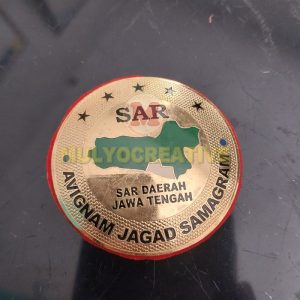 SAR
MULYOCREATIVE
SAR DAERAH
JAWA TENGAH
AVIGNAM JAGAD SAMAGRAM